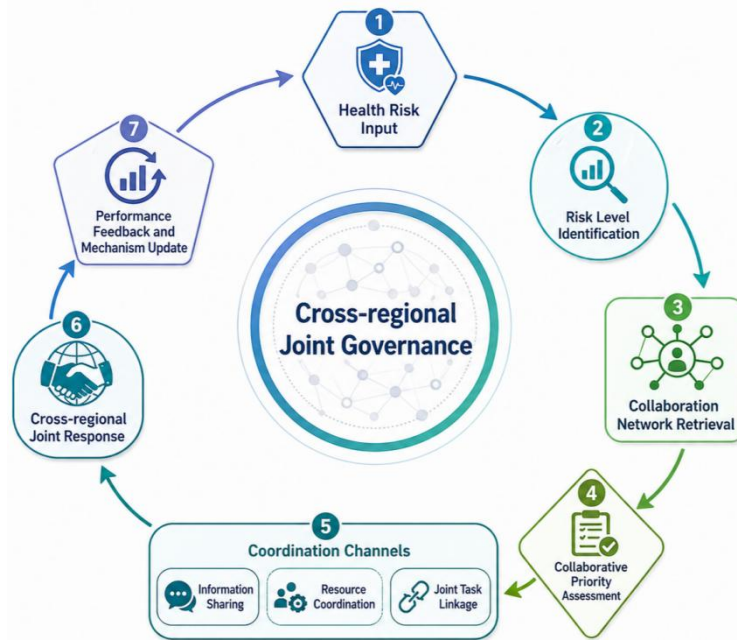 1
Health Risk
Input
2
Risk Level
Identification
3
Collaboration
Network Retrieval
4
Collaborative
Priority
Assessment
5
Coordination Channels
Information
Sharing
Resource
Coordination
Joint Task
Linkage
6
Cross-regional
Joint Response
7
Performance
Feedback and
Mechanism Update
Cross-regional
Joint Governance